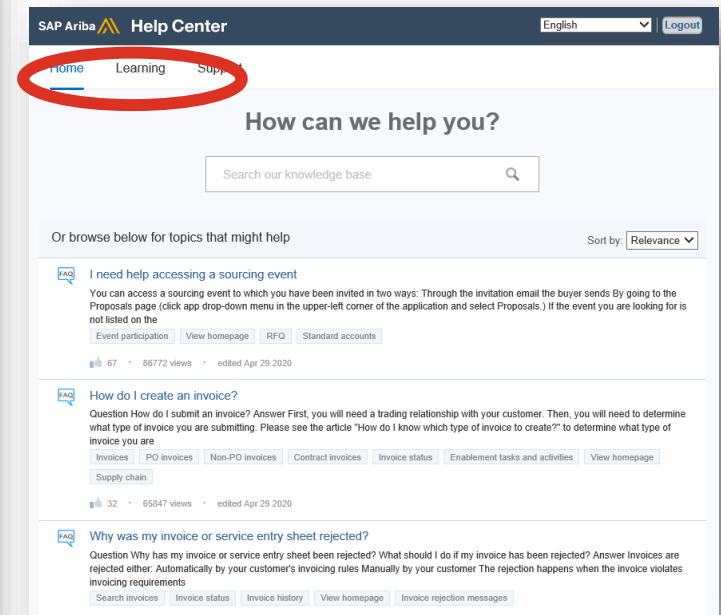 SAP Ariba Help Center English Logout
Home Learning Support
How can we help you?
Search our knowledge base
Or browse below for topics that might help Sort by: Relevance
FAQ I need help accessing a sourcing event
You can access a sourcing event to which you have been invited in two ways: Through the invitation email the buyer sends By going to the
Proposals page (click app drop-down menu in the upper-left corner of the application and select Proposals.) If the event you are looking for is
not listed on the
Event participation View homepage RFQ Standard accounts
67 · 86772 views · edited Apr 29 2020
FAQ How do I create an invoice?
Question How do I submit an invoice? Answer First, you will need a trading relationship with your customer. Then, you will need to determine
what type of invoice you are submitting. Please see the article "How do I know which type of invoice to create?" to determine what type of
invoice you are
Invoices PO invoices Non-PO invoices Contract invoices Invoice status Enablement tasks and activities View homepage
Supply chain
32 · 65847 views · edited Apr 29 2020
FAQ Why was my invoice or service entry sheet rejected?
Question Why has my invoice or service entry sheet been rejected? What should I do if my invoice has been rejected? Answer Invoices are
rejected either: Automatically by your customer's invoicing rules Manually by your customer The rejection happens when the invoice violates
invoicing requirements
Search invoices Invoice status Invoice history View homepage Invoice rejection messages